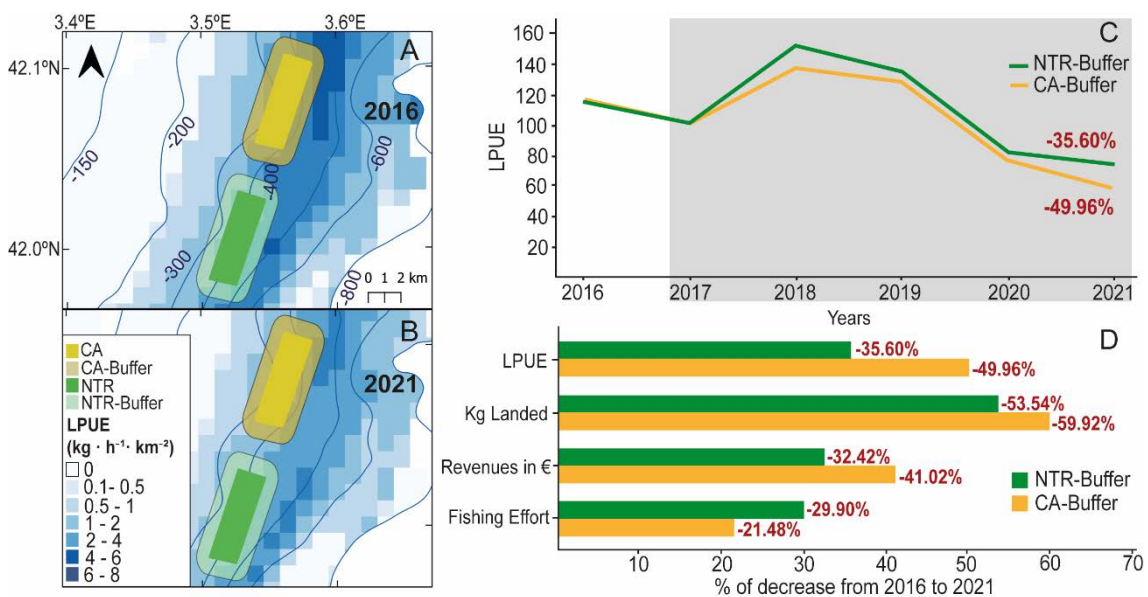 3.4ºE
3.5ºE
3.6ºE
42.1ºN
42.0ºN
A
2016
-150
-200
-300
-400
-600
-800
0 1 2 km
B
2021
CA
CA-Buffer
NTR
NTR-Buffer
LPUE
(kg · h⁻¹· km⁻²)
0
0.1- 0.5
0.5 - 1
1 - 2
2 - 4
4 - 6
6 - 8
C
160
140
120
100
80
60
40
20
LPUE
NTR-Buffer
CA-Buffer
-35.60%
-49.96%
2016 2017 2018 2019 2020 2021
Years
D
LPUE
-35.60%
-49.96%
Kg Landed
-53.54%
-59.92%
Revenues in €
-32.42%
-41.02%
Fishing Effort
-29.90%
-21.48%
NTR-Buffer
CA-Buffer
10 20 30 40 50 60 70
% of decrease from 2016 to 2021